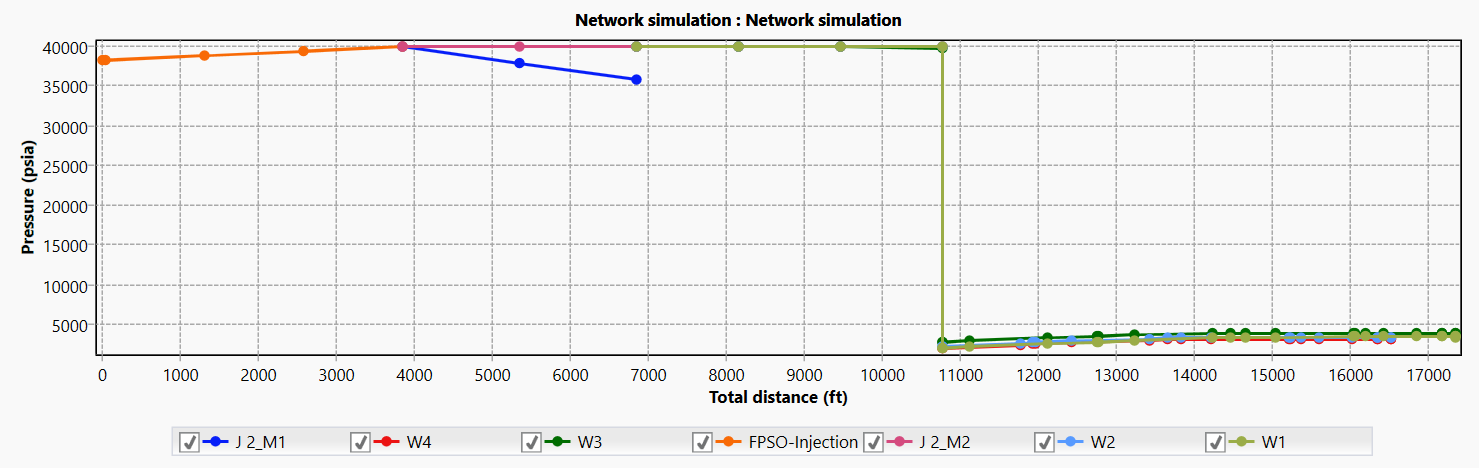 Network simulation : Network simulation
Pressure (psia)
40000
35000
30000
25000
20000
15000
10000
5000
0 1000 2000 3000 4000 5000 6000 7000 8000 9000 10000 11000 12000 13000 14000 15000 16000 17000
Total distance (ft)
J 2_M1 W4 W3 FPSO-Injection J 2_M2 W2 W1